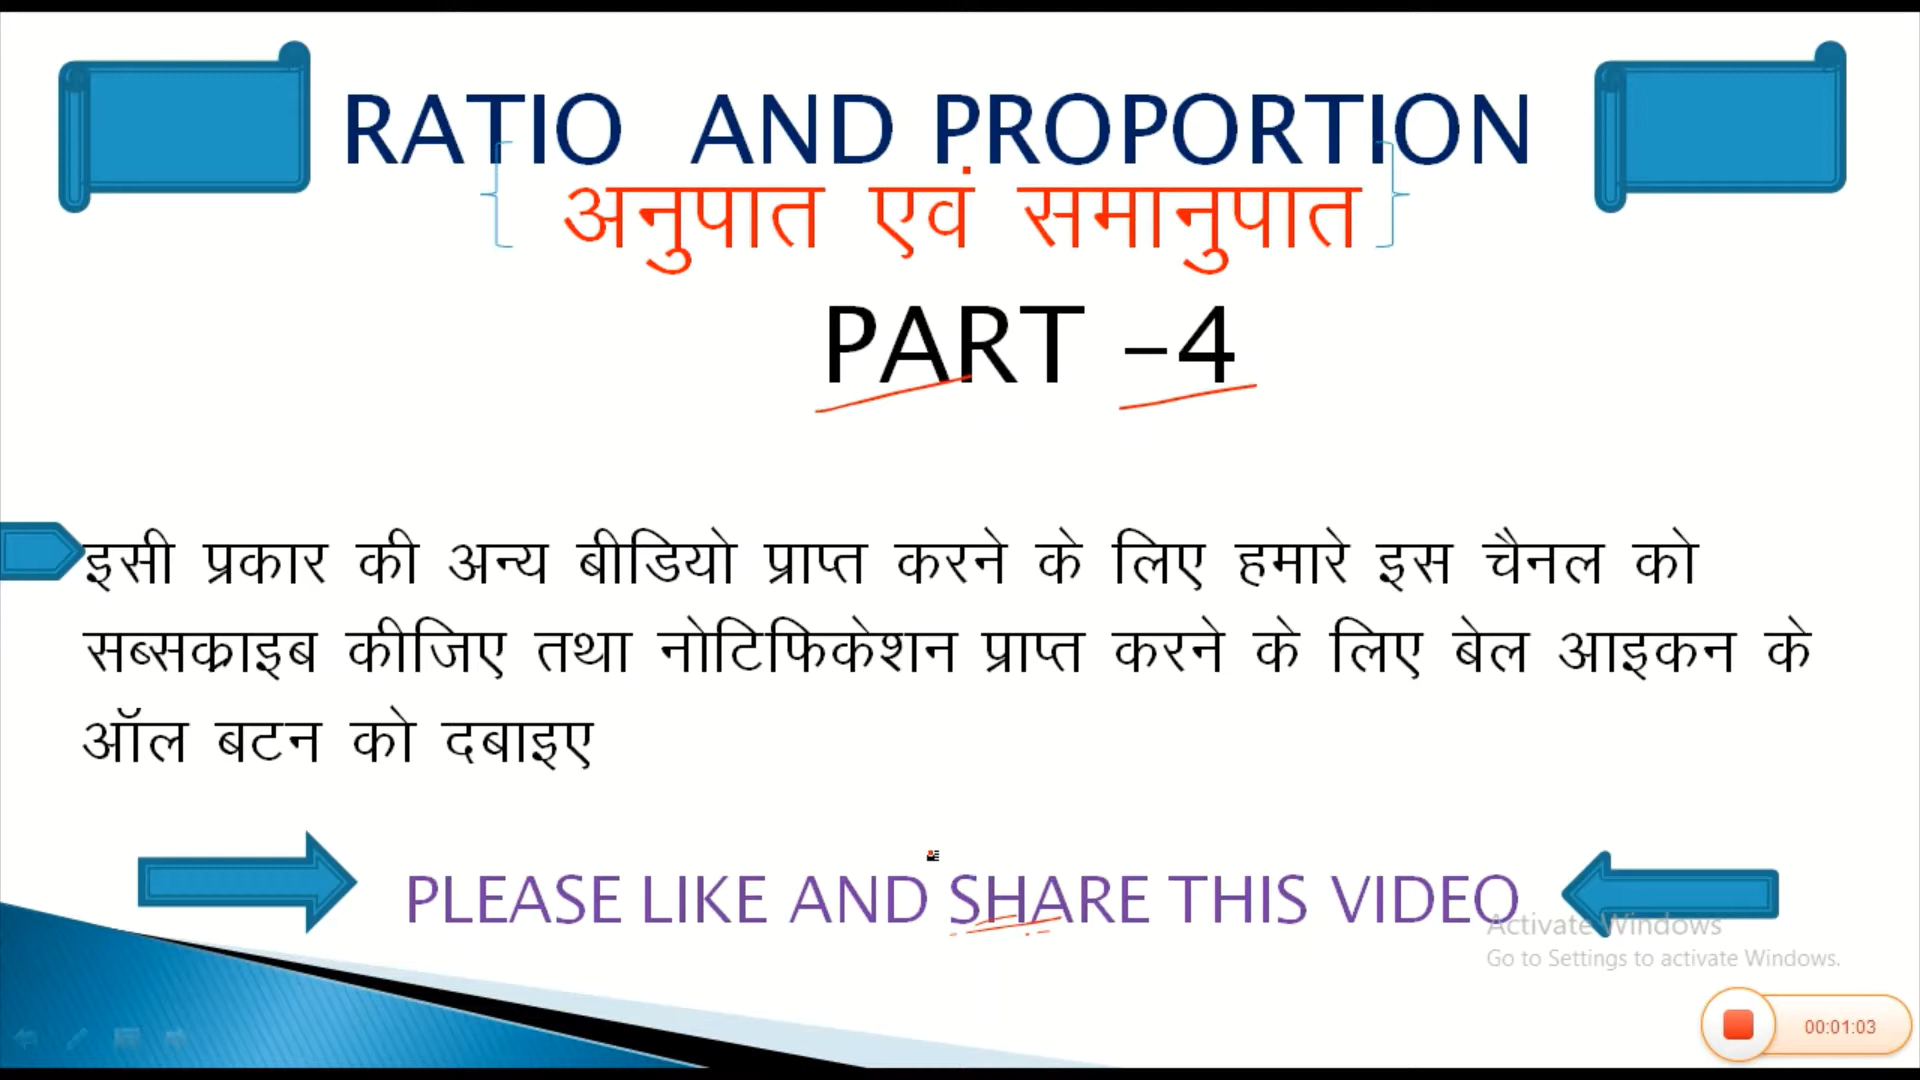 RATIO AND PROPORTION
अनुपात एवं समानुपात
PART -4
इसी प्रकार की अन्य बीडियो प्राप्त करने के लिए हमारे इस चैनल को
सब्सक्राइब कीजिए तथा नोटिफिकेशन प्राप्त करने के लिए बेल आइकन के
ऑल बटन को दबाइए
PLEASE LIKE AND SHARE THIS VIDEO
Activate Windows
Go to Settings to activate Windows.
00:01:03